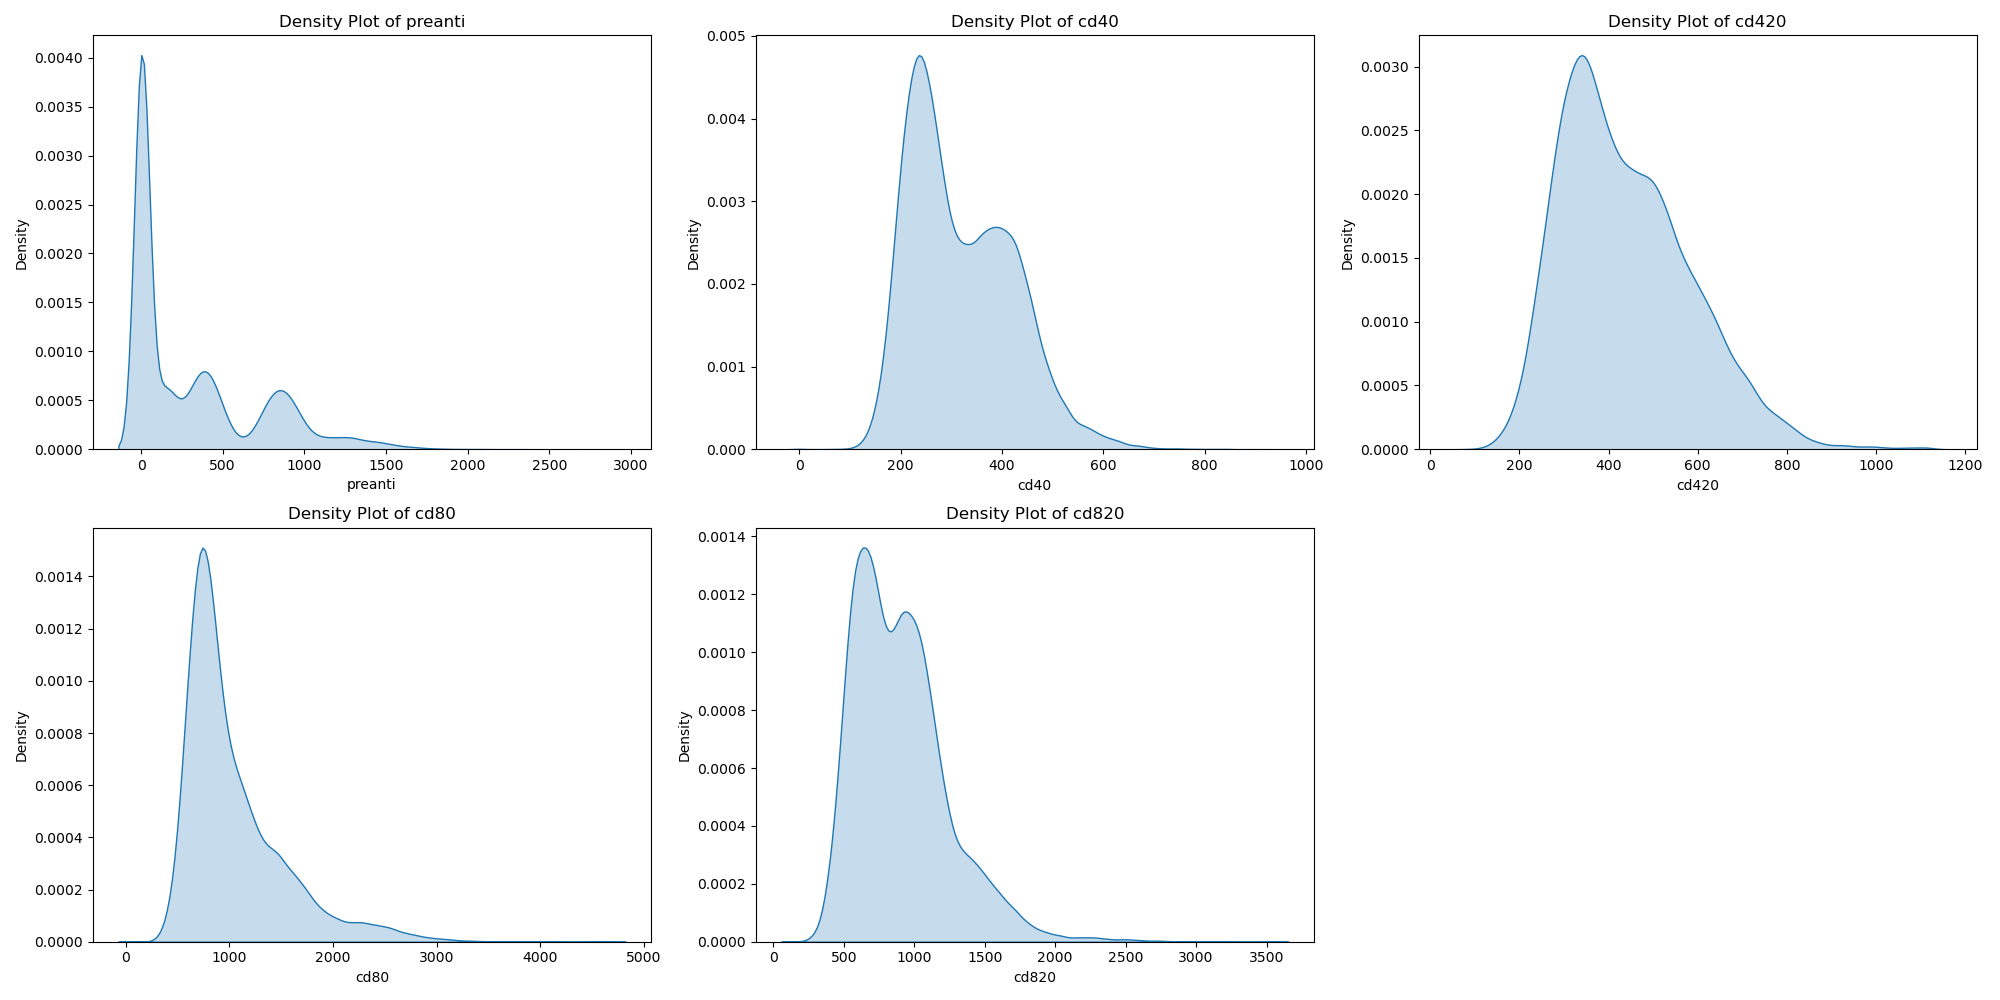 Density Plot of preanti
Density
0.0040
0.0035
0.0030
0.0025
0.0020
0.0015
0.0010
0.0005
0.0000
0 500 1000 1500 2000 2500 3000
preanti
Density Plot of cd40
Density
0.005
0.004
0.003
0.002
0.001
0.000
0 200 400 600 800 1000
cd40
Density Plot of cd420
Density
0.0030
0.0025
0.0020
0.0015
0.0010
0.0005
0.0000
0 200 400 600 800 1000 1200
cd420
Density Plot of cd80
Density
0.0014
0.0012
0.0010
0.0008
0.0006
0.0004
0.0002
0.0000
0 1000 2000 3000 4000 5000
cd80
Density Plot of cd820
Density
0.0014
0.0012
0.0010
0.0008
0.0006
0.0004
0.0002
0.0000
0 500 1000 1500 2000 2500 3000 3500
cd820